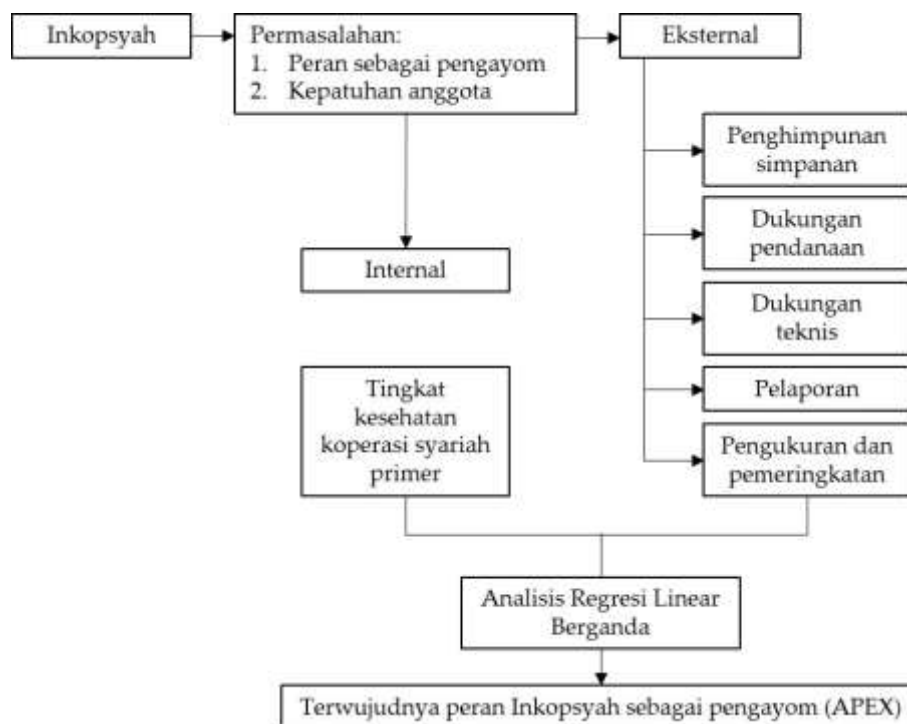 Inkopsyah
Permasalahan:
1. Peran sebagai pengayom
2. Kepatuhan anggota
Eksternal
Penghimpunan
simpanan
Dukungan
pendanaan
Internal
Dukungan
teknis
Tingkat
kesehatan
koperasi syariah
primer
Pelaporan
Pengukuran dan
pemeringkatan
Analisis Regresi Linear
Berganda
Terwujudnya peran Inkopsyah sebagai pengayom (APEX)